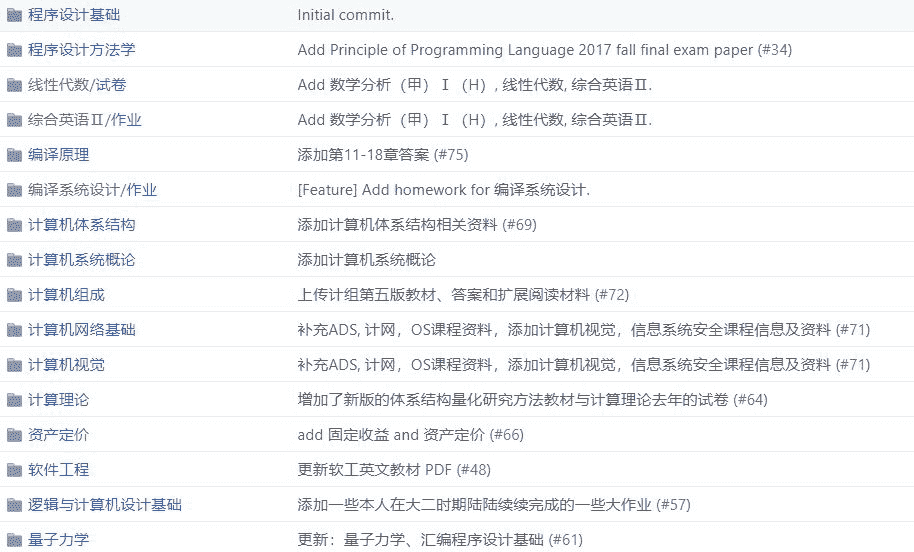 程序设计基础 Initial commit.
程序设计方法学 Add Principle of Programming Language 2017 fall final exam paper (#34)
线性代数/试卷 Add 数学分析（甲）Ⅰ（H）, 线性代数, 综合英语Ⅱ.
综合英语Ⅱ/作业 Add 数学分析（甲）Ⅰ（H）, 线性代数, 综合英语Ⅱ.
编译原理 添加第11-18章答案 (#75)
编译系统设计/作业 [Feature] Add homework for 编译系统设计.
计算机体系结构 添加计算机体系结构相关资料 (#69)
计算机系统概论 添加计算机系统概论
计算机组成 上传计组第五版教材、答案和扩展阅读材料 (#72)
计算机网络基础 补充ADS, 计网，OS课程资料，添加计算机视觉，信息系统安全课程信息及资料 (#71)
计算机视觉 补充ADS, 计网，OS课程资料，添加计算机视觉，信息系统安全课程信息及资料 (#71)
计算理论 增加了新版的体系结构量化研究方法教材与计算理论去年的试卷 (#64)
资产定价 add 固定收益 and 资产定价 (#66)
软件工程 更新软工英文教材 PDF (#48)
逻辑与计算机设计基础 添加一些本人在大二时期陆陆续续完成的一些大作业 (#57)
量子力学 更新：量子力学、汇编程序设计基础 (#61)